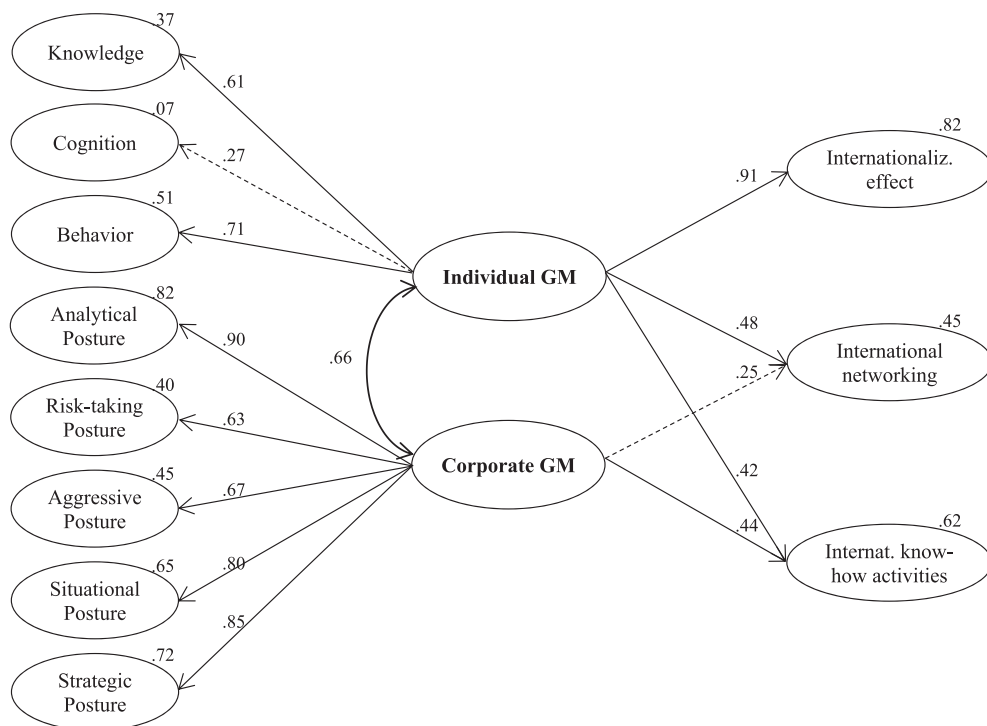 .37
Knowledge
.61
.07
Cognition
.27
.51
Behavior
.71
.82
Analytical
Posture
.90
.40
Risk-taking
Posture
.63
.45
Aggressive
Posture
.67
.65
Situational
Posture
.80
.72
Strategic
Posture
.85
Individual GM
.66
Corporate GM
.91
.82
Internationaliz.
effect
.48
.45
International
networking
.25
.42
.44
.62
Internat. know-
how activities